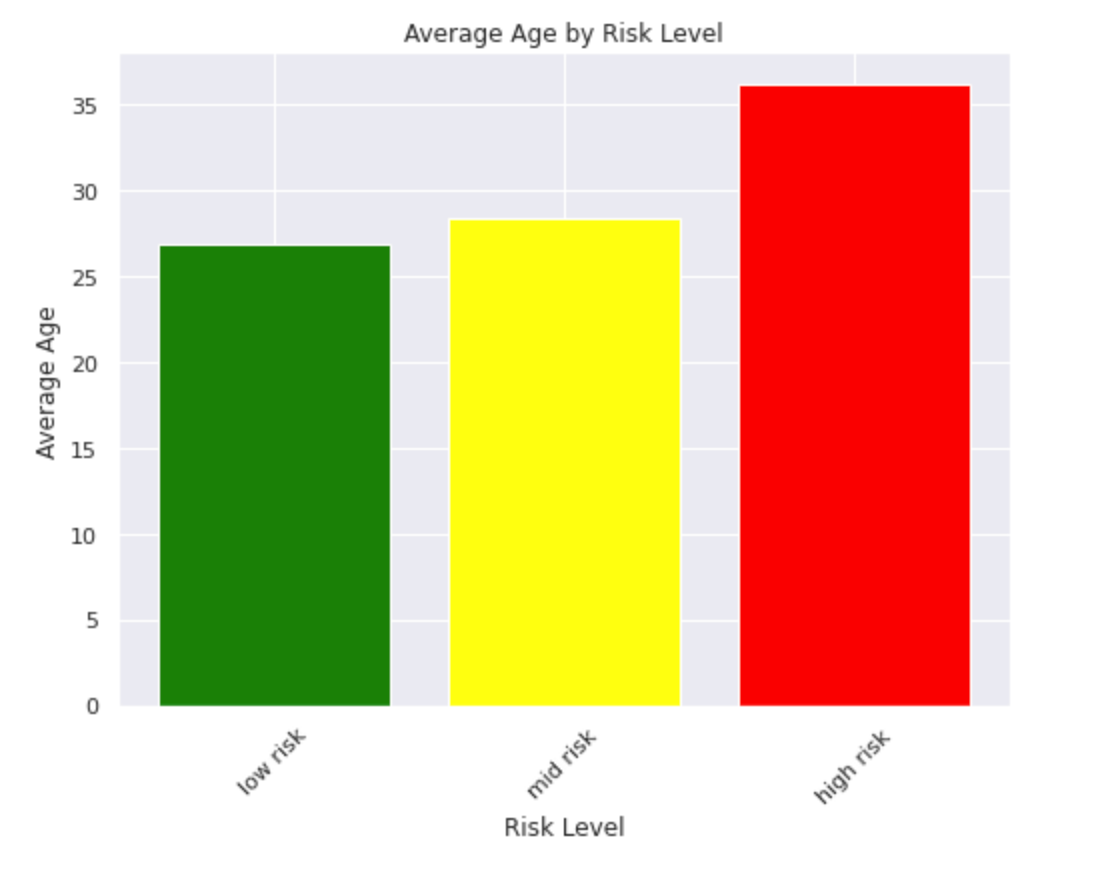 Average Age by Risk Level
Average Age
35
30
25
20
15
10
5
0
low risk
mid risk
high risk
Risk Level